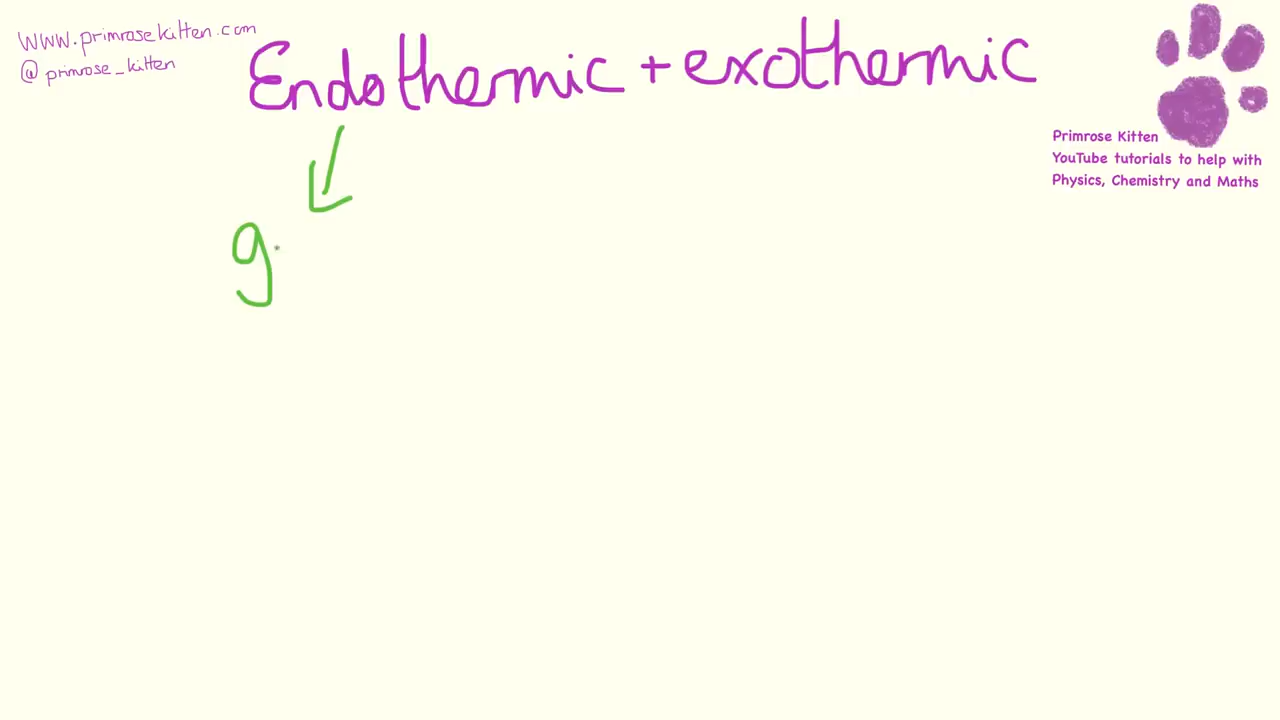 www.primrosekitten.com
@primrose_kitten
Endothermic + exothermic
Primrose Kitten
YouTube tutorials to help with
Physics, Chemistry and Maths
g